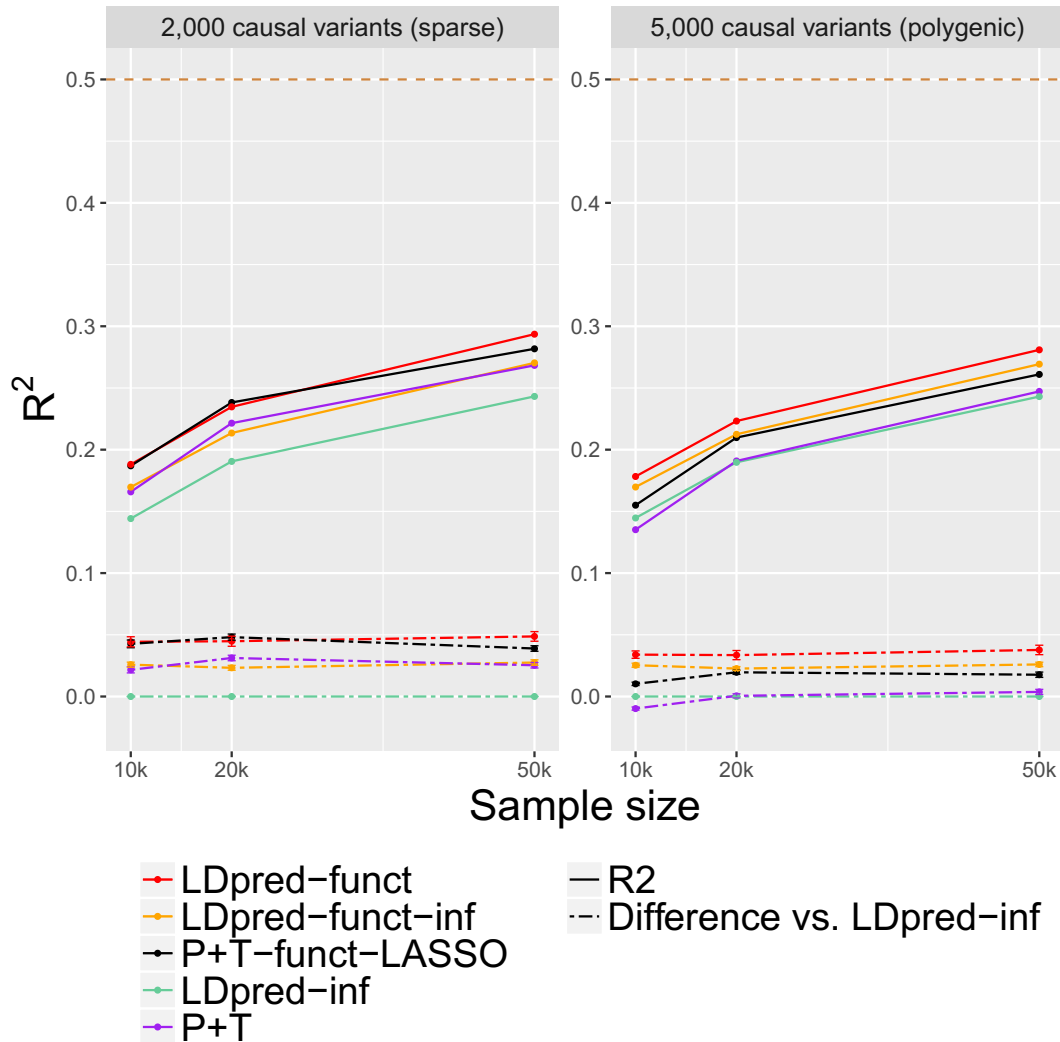 2,000 causal variants (sparse)
5,000 causal variants (polygenic)
0.5
0.4
0.3
0.2
0.1
0.0
R²
10k 20k 50k
10k 20k 50k
Sample size
LDpred−funct
LDpred−funct−inf
P+T−funct−LASSO
LDpred−inf
P+T
R2
Difference vs. LDpred−inf